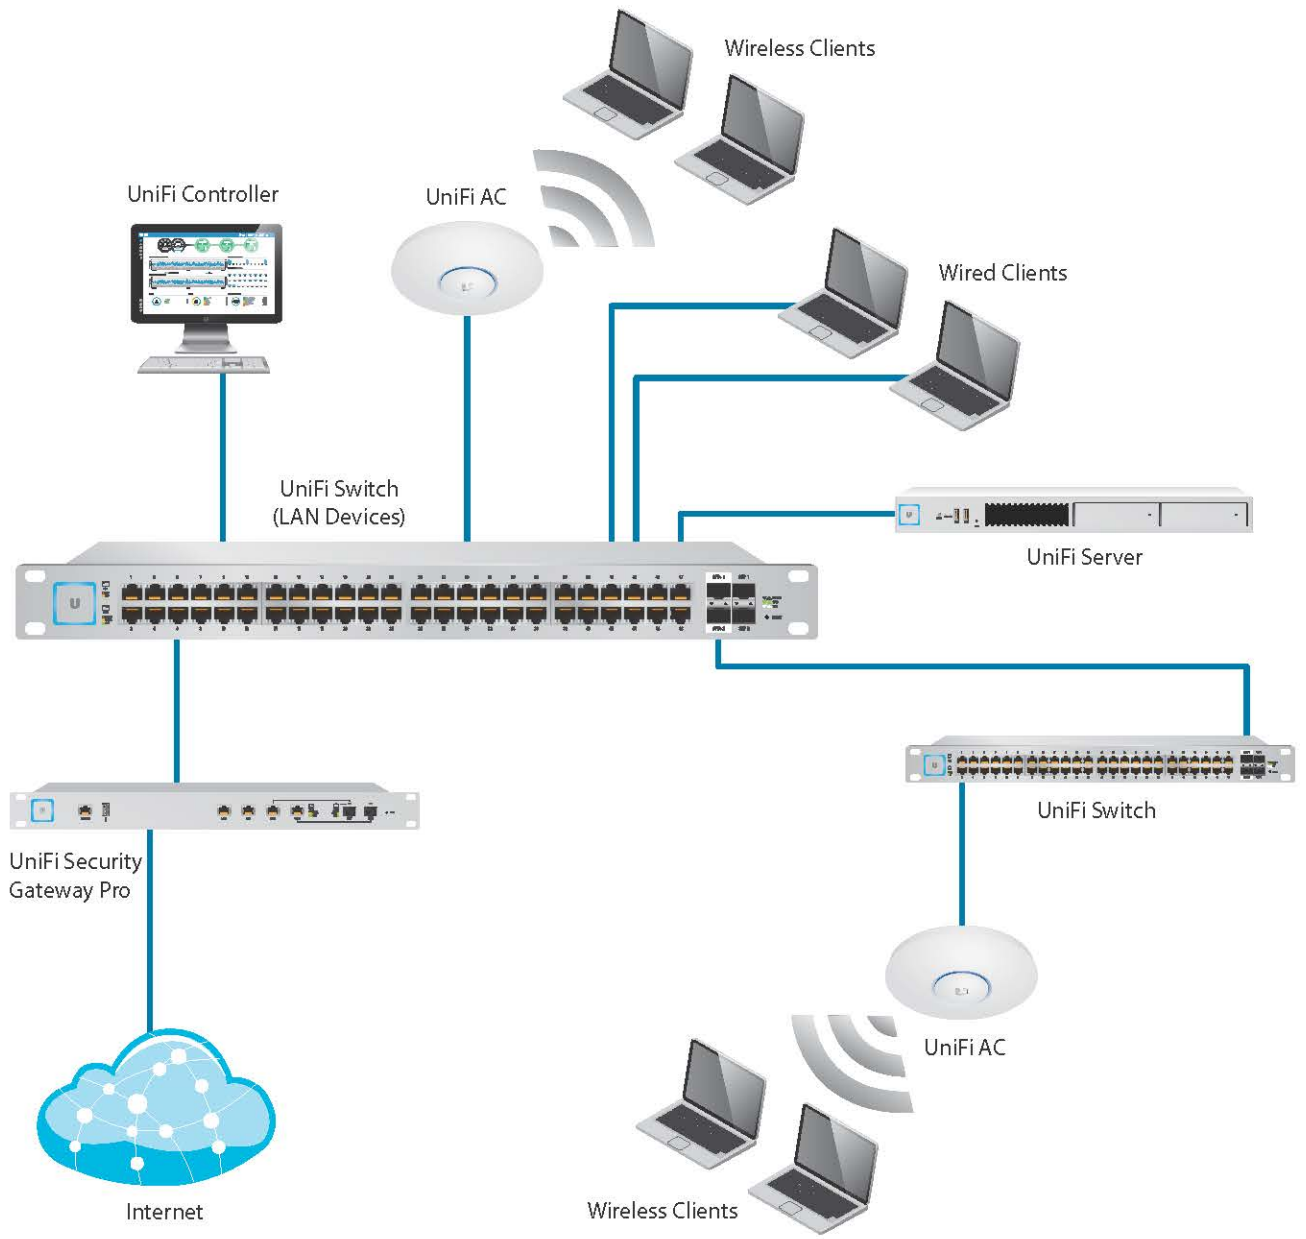 Wireless Clients
UniFi Controller
UniFi AC
Wired Clients
UniFi Switch
(LAN Devices)
UniFi Server
UniFi Switch
UniFi Security
Gateway Pro
UniFi AC
Internet
Wireless Clients